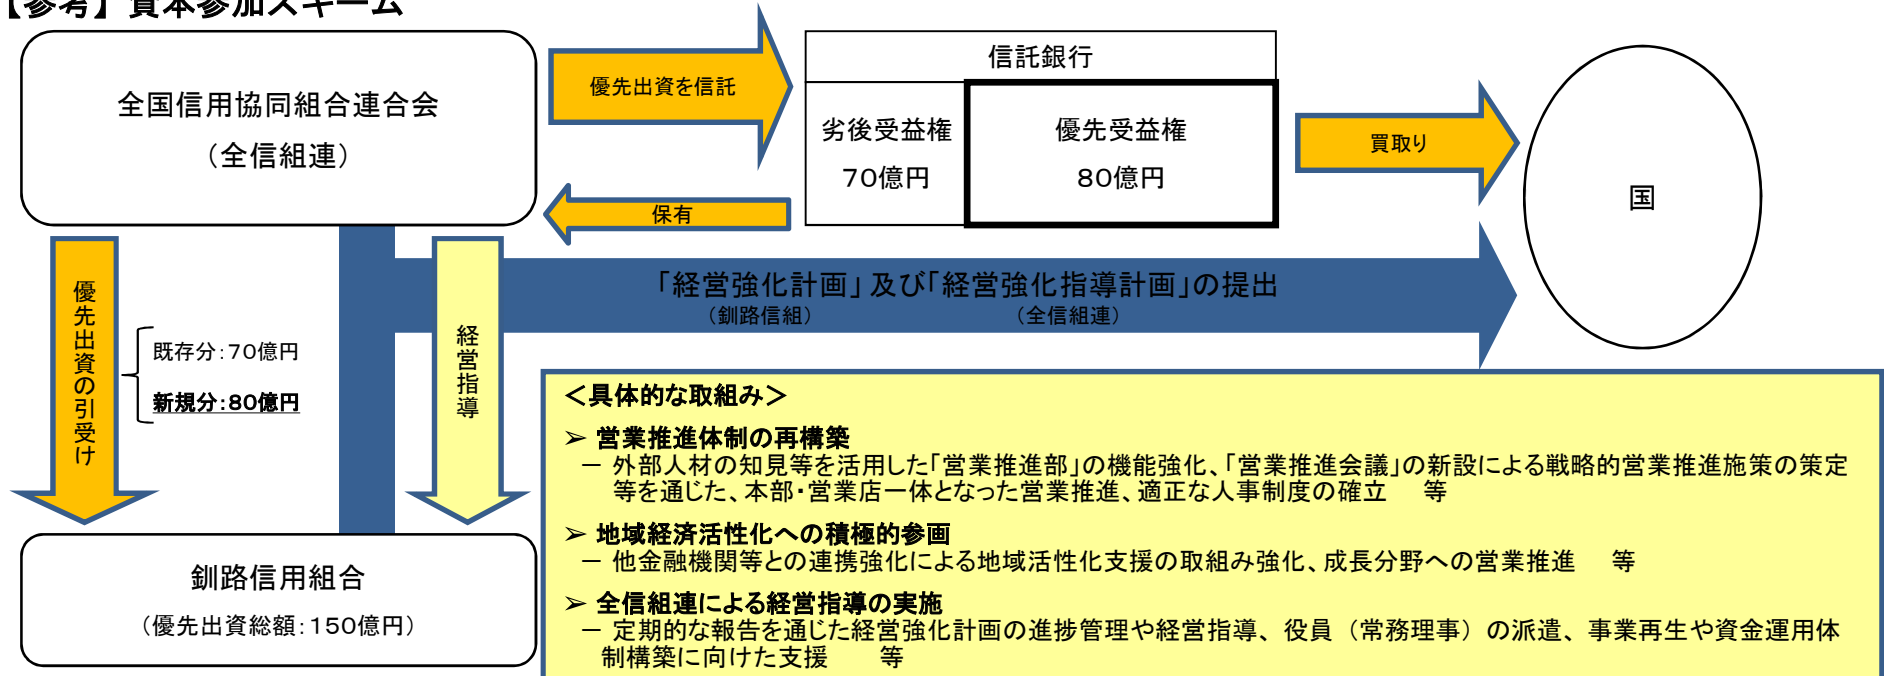 【参考】資本参加スキーム
全国信用協同組合連合会
（全信組連）
優先出資を信託
信託銀行
劣後受益権
70億円
優先受益権
80億円
買取り
国
保有
「経営強化計画」及び「経営強化指導計画」の提出
（釧路信組）
（全信組連）
優先出資の引受け
既存分：70億円
新規分：80億円
経営指導
釧路信用組合
（優先出資総額：150億円）
＜具体的な取組み＞
➢ 営業推進体制の再構築
－ 外部人材の知見等を活用した「営業推進部」の機能強化、「営業推進会議」の新設による戦略的営業推進施策の策定
等を通じた、本部・営業店一体となった営業推進、適正な人事制度の確立　等
➢ 地域経済活性化への積極的参画
－ 他金融機関等との連携強化による地域活性化支援の取組み強化、成長分野への営業推進　等
➢ 全信組連による経営指導の実施
－ 定期的な報告を通じた経営強化計画の進捗管理や経営指導、役員（常務理事）の派遣、事業再生や資金運用体
制構築に向けた支援　等